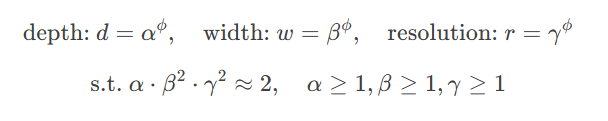 depth: d = α^ϕ, width: w = β^ϕ, resolution: r = γ^ϕ
s.t. α · β² · γ² ≈ 2, α ≥ 1, β ≥ 1, γ ≥ 1